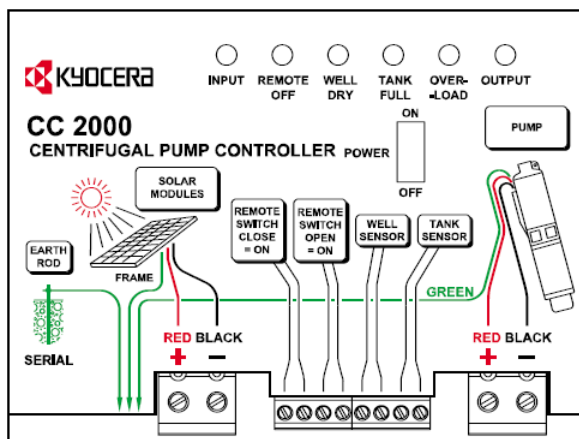 KYOCERA
INPUT
REMOTE
OFF
WELL
DRY
TANK
FULL
OVER-
-LOAD
OUTPUT
CC 2000
CENTRIFUGAL PUMP CONTROLLER
POWER
ON
OFF
PUMP
SOLAR
MODULES
REMOTE
SWITCH
CLOSE
= ON
REMOTE
SWITCH
OPEN
= ON
WELL
SENSOR
TANK
SENSOR
EARTH
ROD
FRAME
GREEN
SERIAL
RED BLACK
+ −
RED BLACK
+ −